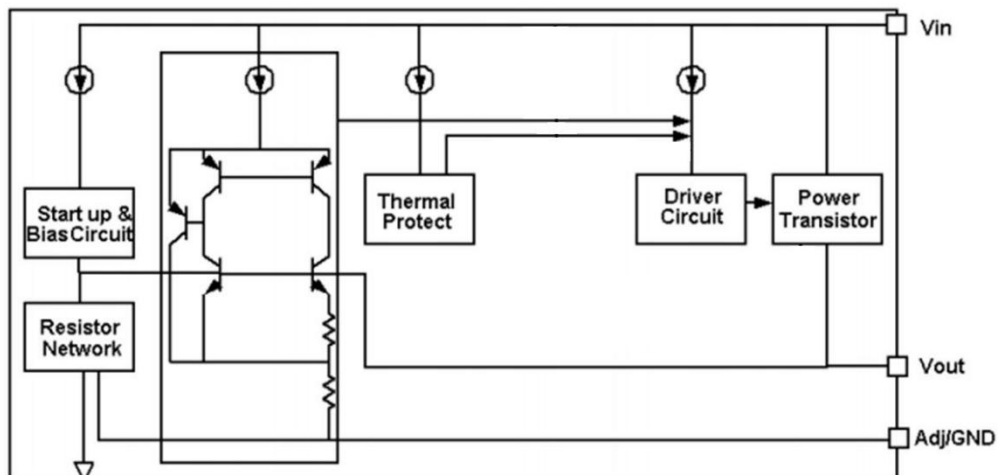 Vin
Start up &
Bias Circuit
Thermal
Protect
Driver
Circuit
Power
Transistor
Resistor
Network
Vout
Adj/GND